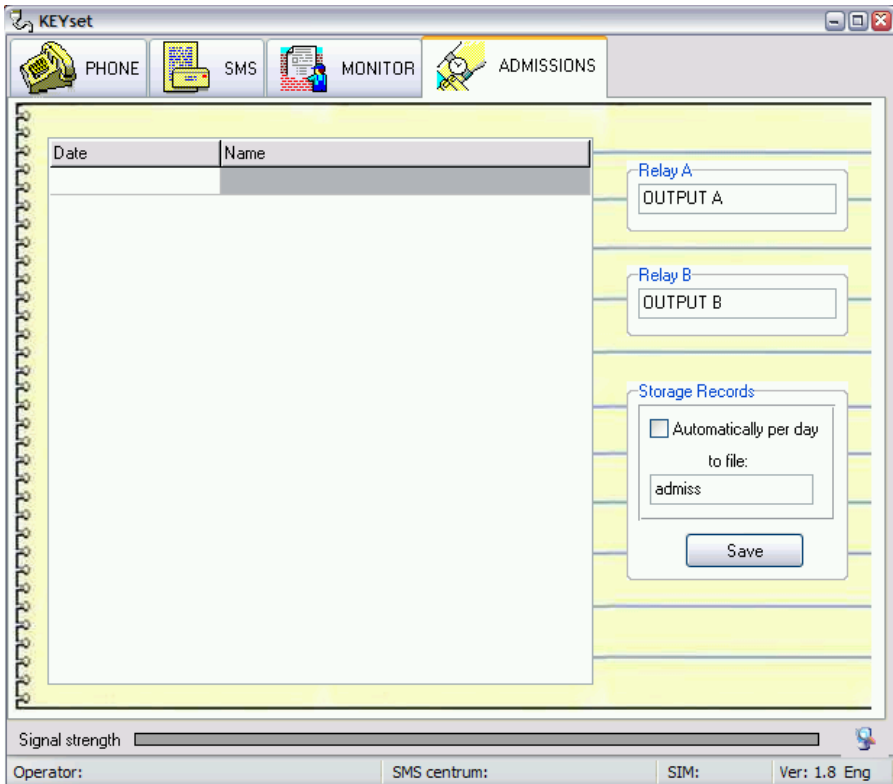 KEYset
PHONE SMS MONITOR ADMISSIONS
Date Name
Relay A
OUTPUT A
Relay B
OUTPUT B
Storage Records
Automatically per day
to file:
admiss
Save
Signal strength
Operator: SMS centrum: SIM: Ver: 1.8 Eng